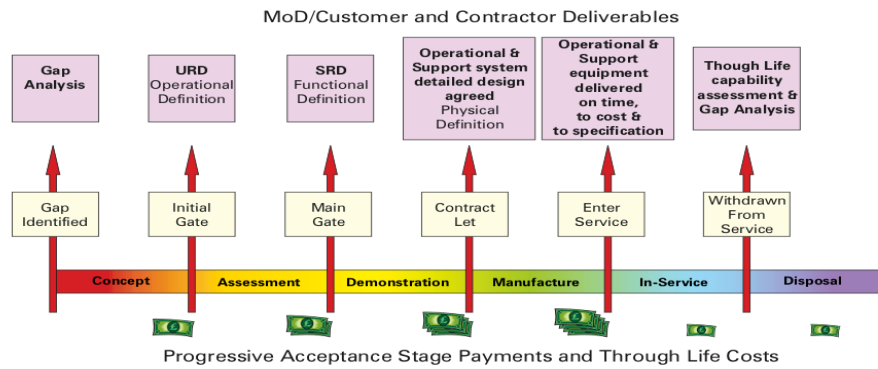 MoD/Customer and Contractor Deliverables
Gap
Analysis
URD
Operational
Definition
SRD
Functional
Definition
Operational &
Support system
detailed design
agreed
Physical
Definition
Operational &
Support
equipment
delivered
on time,
to cost &
to specification
Though Life
capability
assessment &
Gap Analysis
Gap
Identified
Initial
Gate
Main
Gate
Contract
Let
Enter
Service
Withdrawn
From
Service
Concept
Assessment
Demonstration
Manufacture
In-Service
Disposal
Progressive Acceptance Stage Payments and Through Life Costs